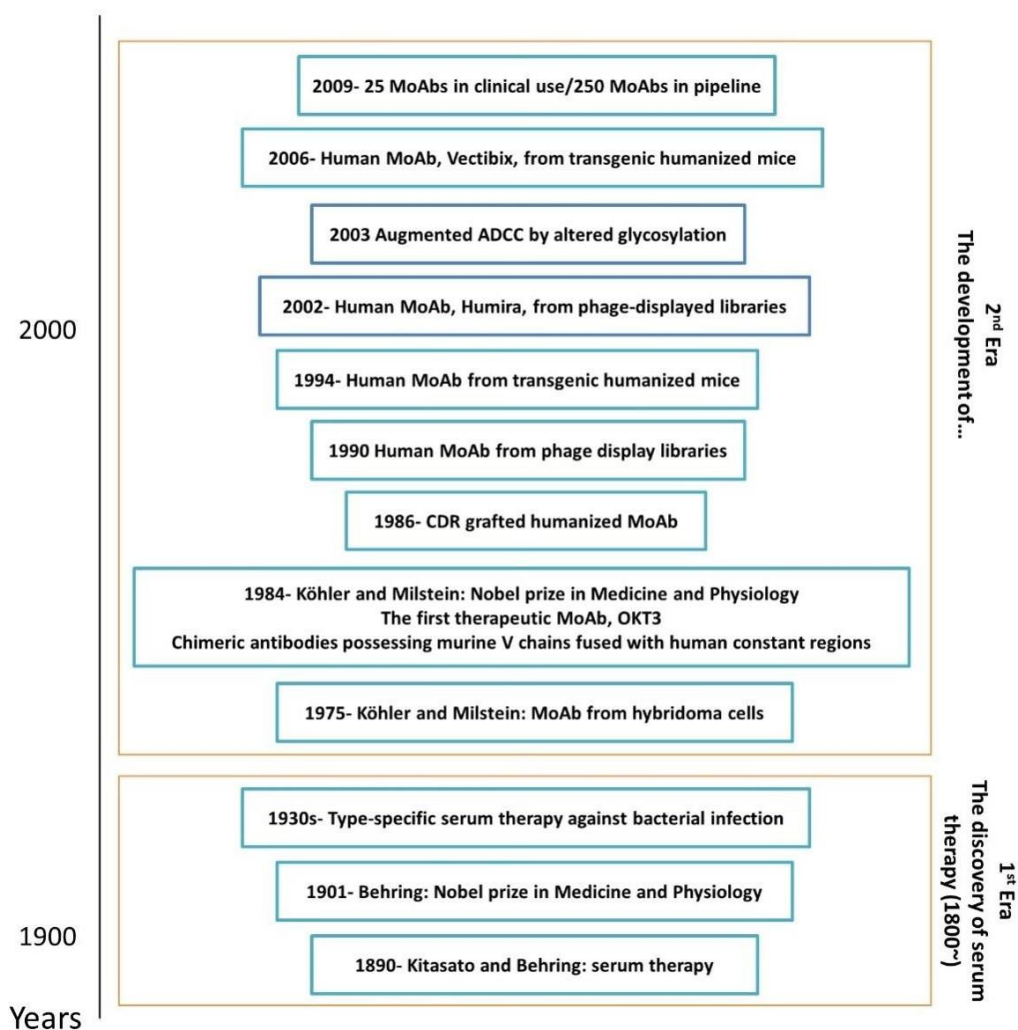 2009- 25 MoAbs in clinical use/250 MoAbs in pipeline
2006- Human MoAb, Vectibix, from transgenic humanized mice
2003 Augmented ADCC by altered glycosylation
2002- Human MoAb, Humira, from phage-displayed libraries
1994- Human MoAb from transgenic humanized mice
1990 Human MoAb from phage display libraries
1986- CDR grafted humanized MoAb
1984- Köhler and Milstein: Nobel prize in Medicine and Physiology
The first therapeutic MoAb, OKT3
Chimeric antibodies possessing murine V chains fused with human constant regions
1975- Köhler and Milstein: MoAb from hybridoma cells
2nd Era
The development of...
1930s- Type-specific serum therapy against bacterial infection
1901- Behring: Nobel prize in Medicine and Physiology
1890- Kitasato and Behring: serum therapy
1st Era
The discovery of serum
therapy (1800~)
2000
1900
Years